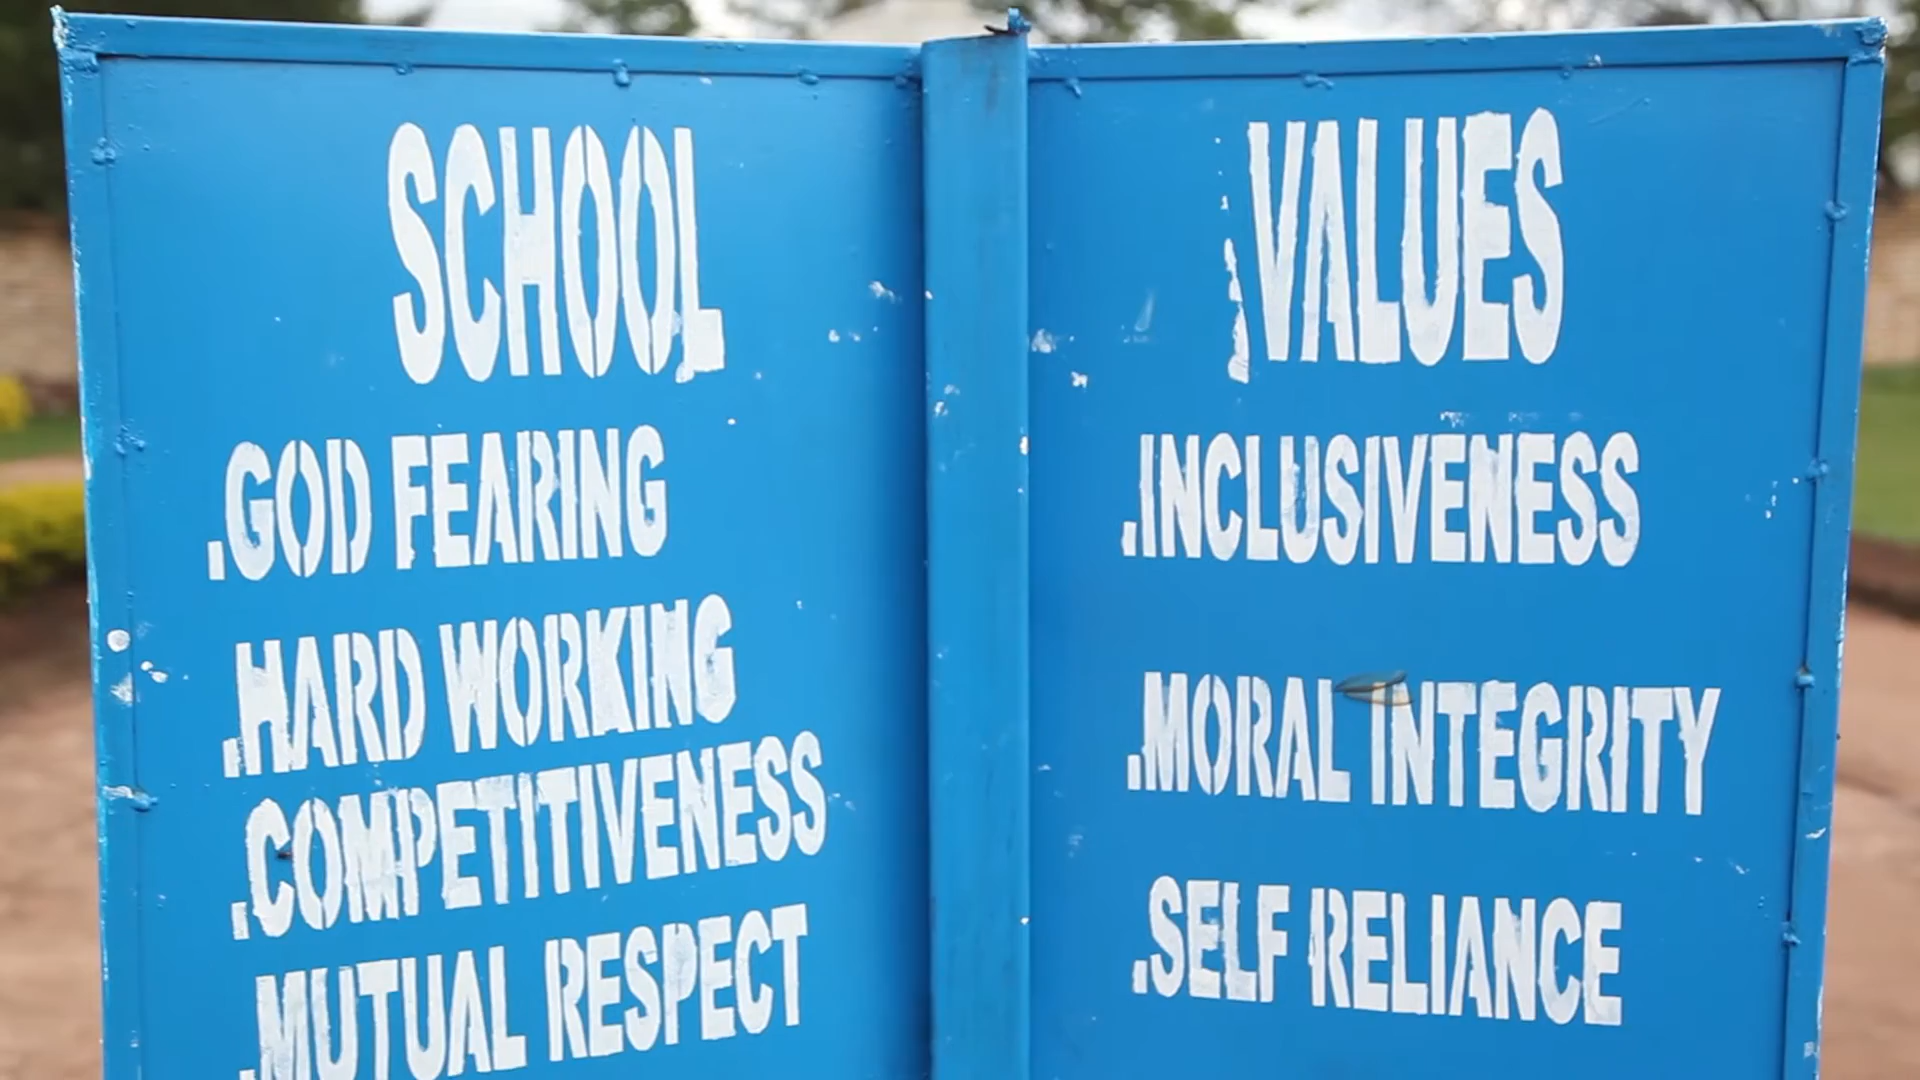 SCHOOL
.GOD FEARING
.HARD WORKING
.COMPETITIVENESS
.MUTUAL RESPECT
VALUES
.INCLUSIVENESS
.MORAL INTEGRITY
.SELF RELIANCE